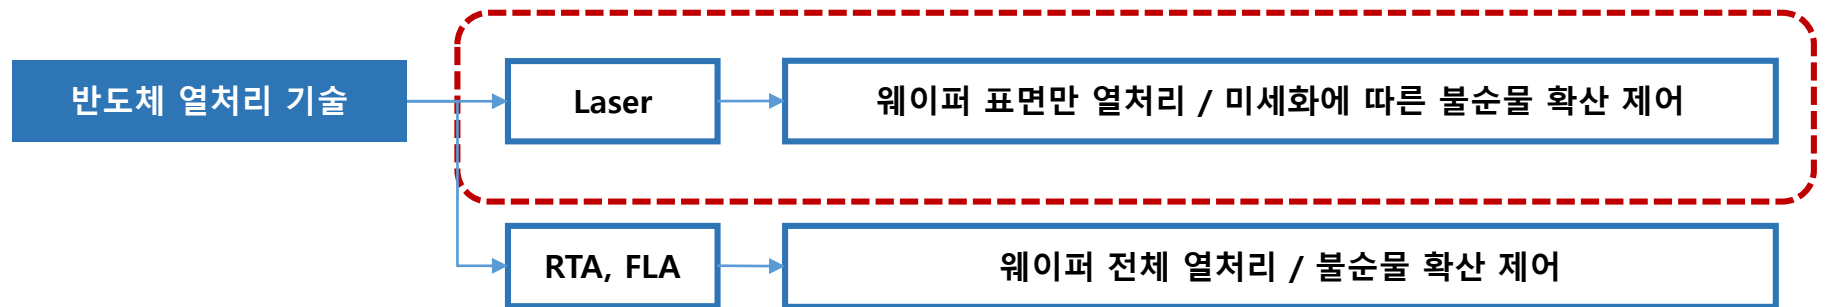 반도체 열처리 기술
Laser
웨이퍼 표면만 열처리 / 미세화에 따른 불순물 확산 제어
RTA, FLA
웨이퍼 전체 열처리 / 불순물 확산 제어